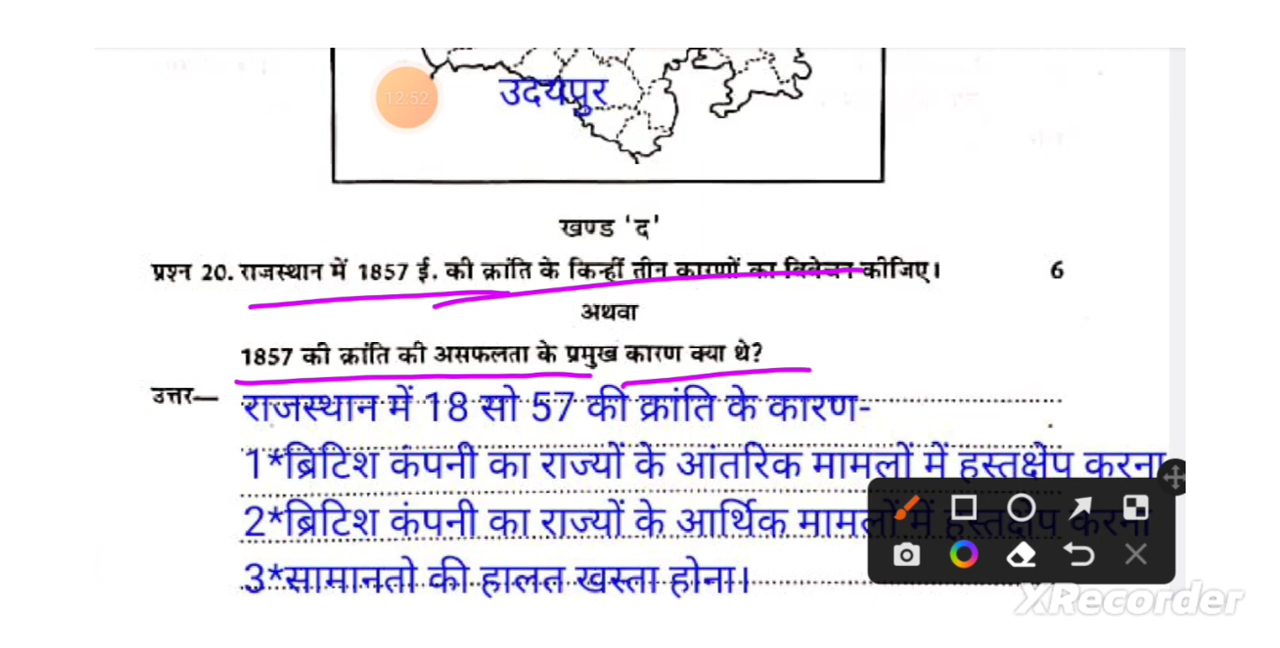 उदयपुर
12:52
खण्ड 'द'
प्रश्न 20. राजस्थान में 1857 ई. की क्रांति के किन्हीं तीन कारणों का विवेचन कीजिए। 6
अथवा
1857 की क्रांति की असफलता के प्रमुख कारण क्या थे?
उत्तर— राजस्थान में 18 सो 57 की क्रांति के कारण-
1*ब्रिटिश कंपनी का राज्यों के आंतरिक मामलों में हस्तक्षेप करना
2*ब्रिटिश कंपनी का राज्यों के आर्थिक मामलों में हस्तक्षेप करना
3*सामानतो की हालत खस्ता होना।
XRecorder